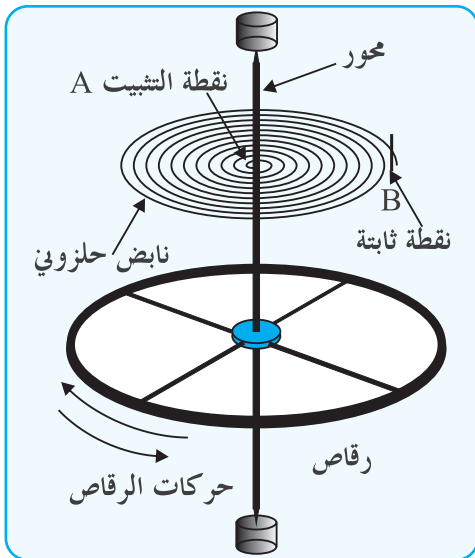 محور
نقطة التثبيت A
B
نقطة ثابتة
نابض حلزوني
رقاص
حركات الرقاص